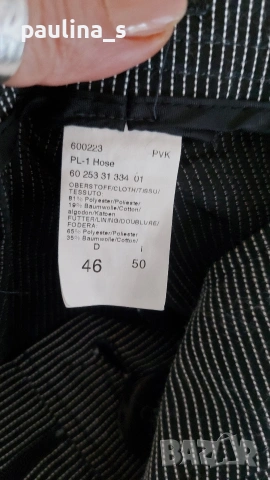 paulina_s
600223 PVK
PL-1 Hose
60 253 31 334 01
OBERSTOFF/CLOTH/TISSU/
TESSUTO
81% Polyester/Poliester
19% Baumwolle/Cotton/
algodon/Katoen
FUTTER/LINING/DOUBLURE/
FODERA
65% Polyester/Poliester
35% Baumwolle/Cotton/
D I
46 50
BAZAR